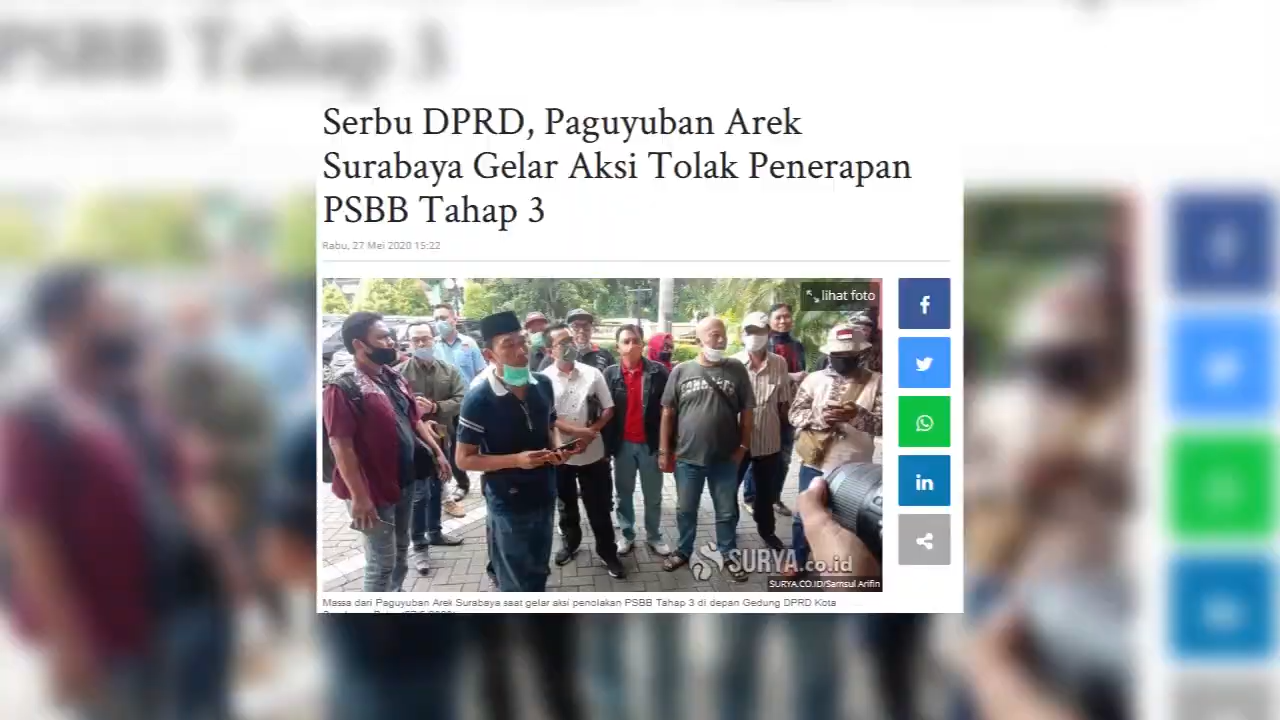 PSBB Tahap 3
Serbu DPRD, Paguyuban Arek
Surabaya Gelar Aksi Tolak Penerapan
PSBB Tahap 3
Rabu, 27 Mei 2020 15:22
lihat foto
SURYA.co.id
SURYA.CO.ID/Samsul Arifin
Massa dari Paguyuban Arek Surabaya saat gelar aksi penolakan PSBB Tahap 3 di depan Gedung DPRD Kota